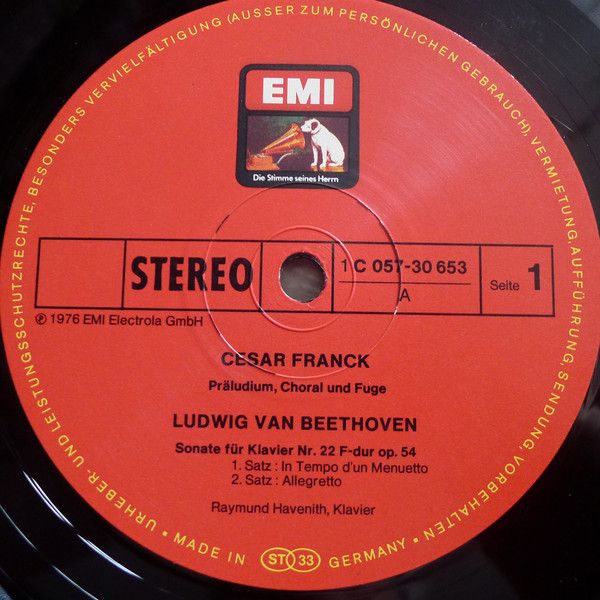 URHEBER- UND LEISTUNGSSCHUTZRECHTE, BESONDERS VERVIELFÄLTIGUNG (AUSSER ZUM PERSÖNLICHEN GEBRAUCH), VERMIETUNG, AUFFÜHRUNG, SENDUNG, VORBEHALTEN
EMI
Die Stimme seines Herrn
STEREO
1 C 057-30 653
A
Seite 1
℗ 1976 EMI Electrola GmbH
CESAR FRANCK
Präludium, Choral und Fuge
LUDWIG VAN BEETHOVEN
Sonate für Klavier Nr. 22 F-dur op. 54
1. Satz : In Tempo d'un Menuetto
2. Satz : Allegretto
Raymund Havenith, Klavier
• MADE IN ST 33 GERMANY •